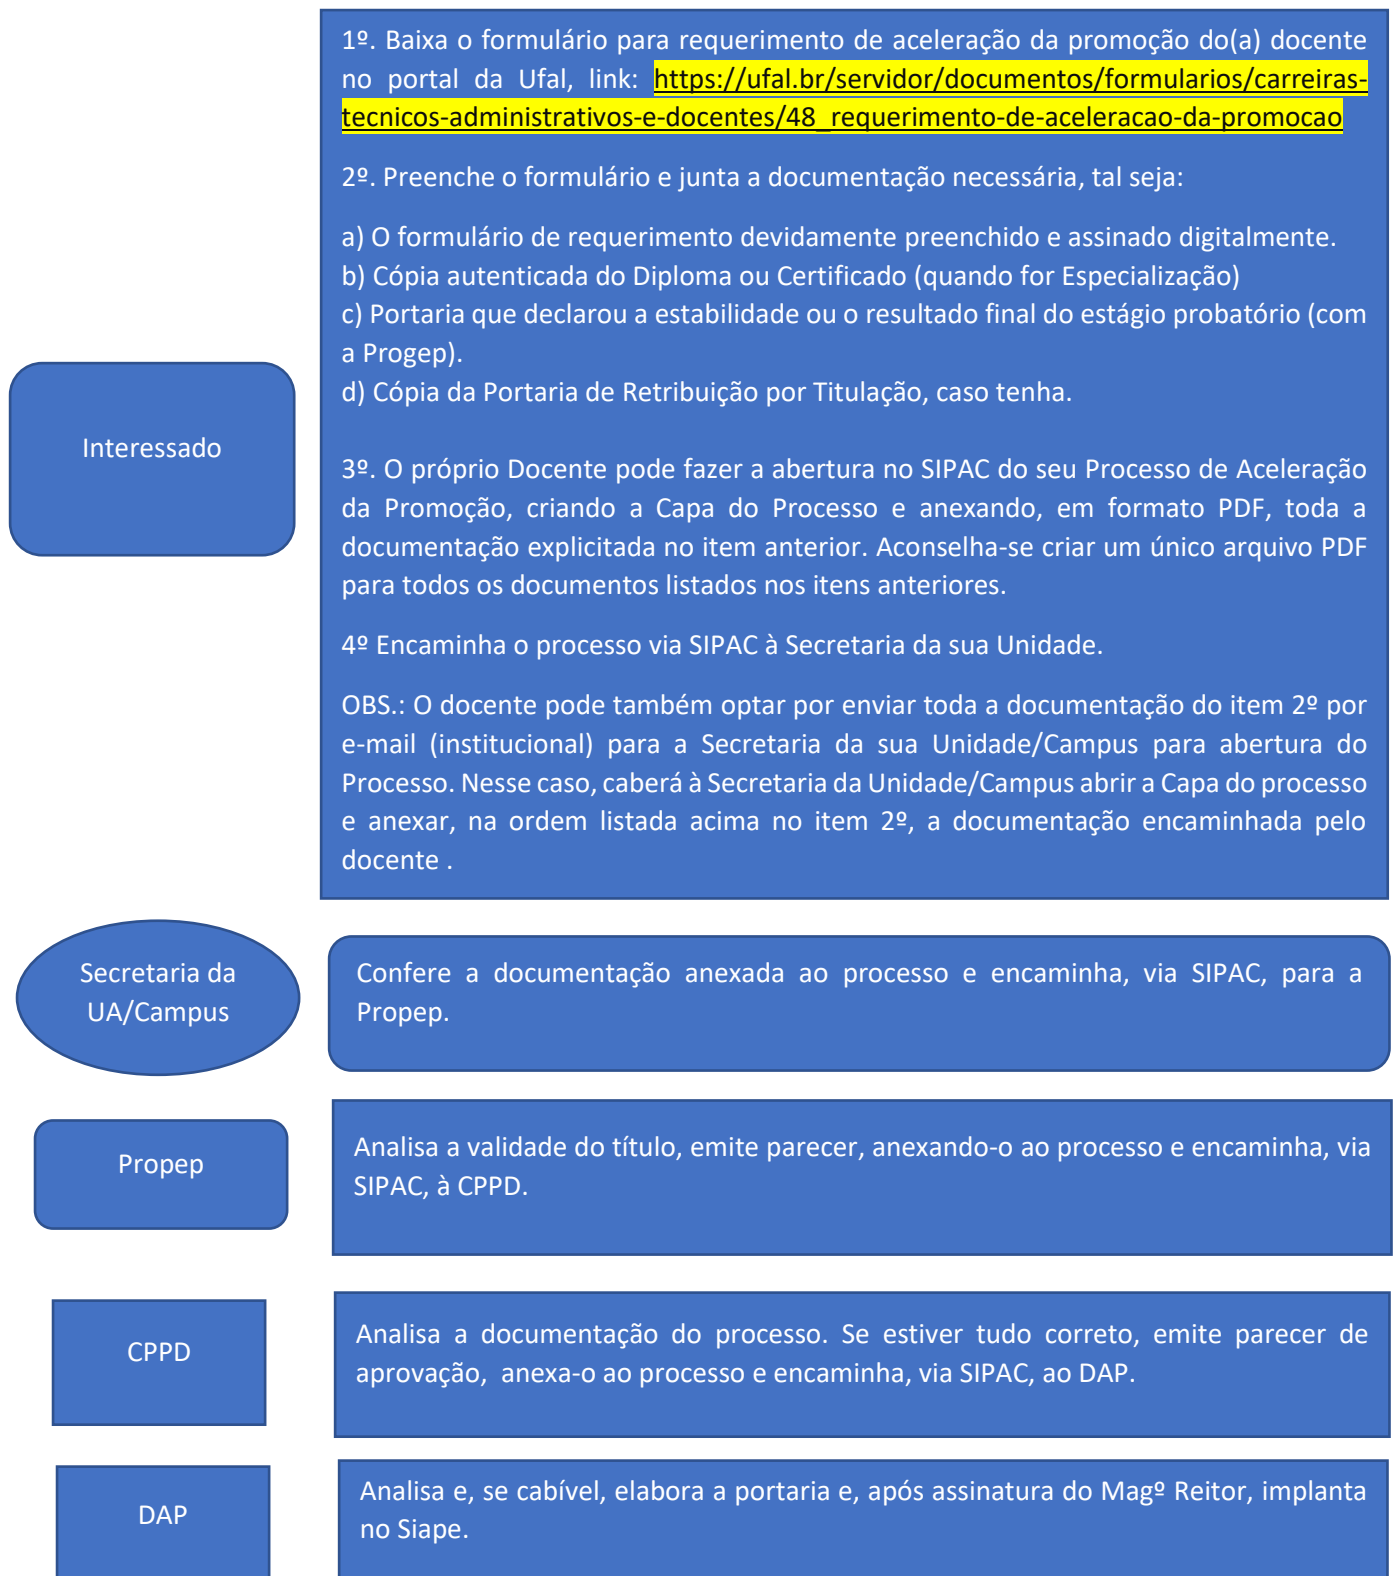 1º. Baixa o formulário para requerimento de aceleração da promoção do(a) docente
no portal da Ufal, link: https://ufal.br/servidor/documentos/formularios/carreiras-
tecnicos-administrativos-e-docentes/48_requerimento-de-aceleracao-da-promocao
2º. Preenche o formulário e junta a documentação necessária, tal seja:
a) O formulário de requerimento devidamente preenchido e assinado digitalmente.
b) Cópia autenticada do Diploma ou Certificado (quando for Especialização)
c) Portaria que declarou a estabilidade ou o resultado final do estágio probatório (com
a Progep).
d) Cópia da Portaria de Retribuição por Titulação, caso tenha.
Interessado
3º. O próprio Docente pode fazer a abertura no SIPAC do seu Processo de Aceleração
da Promoção, criando a Capa do Processo e anexando, em formato PDF, toda a
documentação explicitada no item anterior. Aconselha-se criar um único arquivo PDF
para todos os documentos listados nos itens anteriores.
4º Encaminha o processo via SIPAC à Secretaria da sua Unidade.
OBS.: O docente pode também optar por enviar toda a documentação do item 2º por
e-mail (institucional) para a Secretaria da sua Unidade/Campus para abertura do
Processo. Nesse caso, caberá à Secretaria da Unidade/Campus abrir a Capa do processo
e anexar, na ordem listada acima no item 2º, a documentação encaminhada pelo
docente .
Secretaria da
UA/Campus
Confere a documentação anexada ao processo e encaminha, via SIPAC, para a
Propep.
Propep
Analisa a validade do título, emite parecer, anexando-o ao processo e encaminha, via
SIPAC, à CPPD.
CPPD
Analisa a documentação do processo. Se estiver tudo correto, emite parecer de
aprovação, anexa-o ao processo e encaminha, via SIPAC, ao DAP.
DAP
Analisa e, se cabível, elabora a portaria e, após assinatura do Magº Reitor, implanta
no Siape.